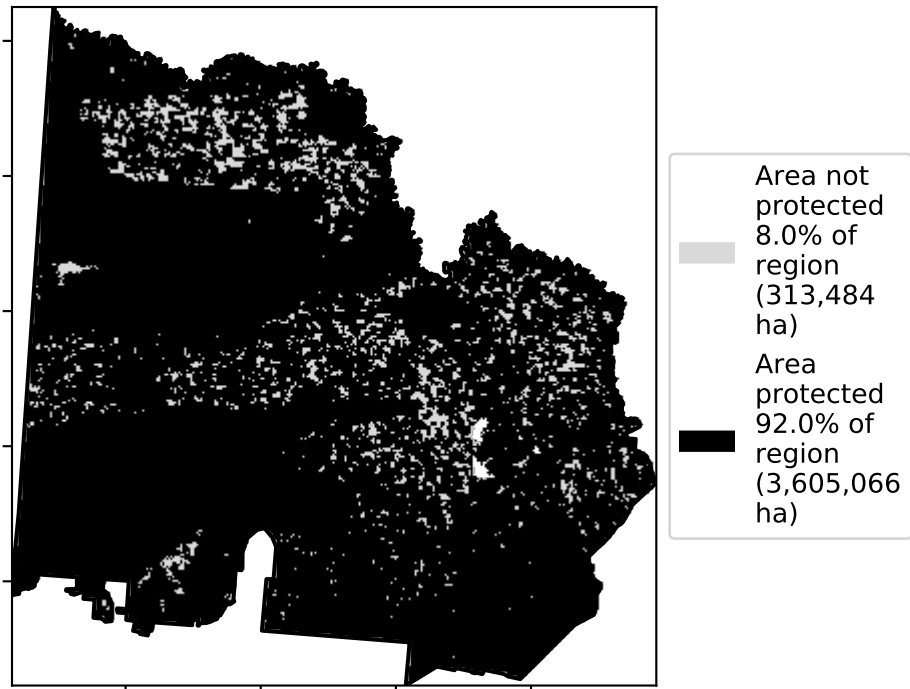 Area not
protected
8.0% of
region
(313,484
ha)
Area
protected
92.0% of
region
(3,605,066
ha)